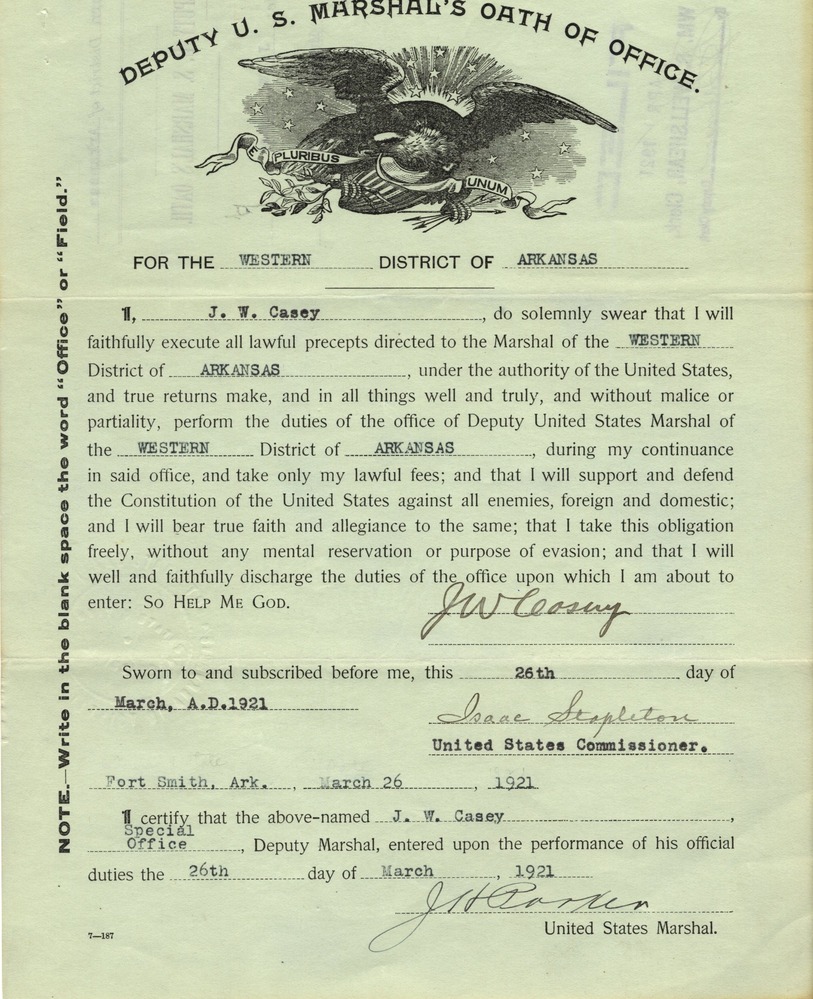 DEPUTY U. S. MARSHAL'S OATH OF OFFICE.
E PLURIBUS UNUM
FOR THE WESTERN DISTRICT OF ARKANSAS
I, J. W. Casey, do solemnly swear that I will
faithfully execute all lawful precepts directed to the Marshal of the WESTERN
District of ARKANSAS, under the authority of the United States,
and true returns make, and in all things well and truly, and without malice or
partiality, perform the duties of the office of Deputy United States Marshal of
the WESTERN District of ARKANSAS, during my continuance
in said office, and take only my lawful fees; and that I will support and defend
the Constitution of the United States against all enemies, foreign and domestic;
and I will bear true faith and allegiance to the same; that I take this obligation
freely, without any mental reservation or purpose of evasion; and that I will
well and faithfully discharge the duties of the office upon which I am about to
enter: SO HELP ME GOD.
J W Casey
Sworn to and subscribed before me, this 26th day of
March, A.D.1921
Isaac Stapleton
United States Commissioner.
Fort Smith, Ark., March 26, 1921
I certify that the above-named J. W. Casey,
Special
Office, Deputy Marshal, entered upon the performance of his official
duties the 26th day of March, 1921
J H Parker
United States Marshal.
7—187
NOTE.—Write in the blank space the word "Office" or "Field."